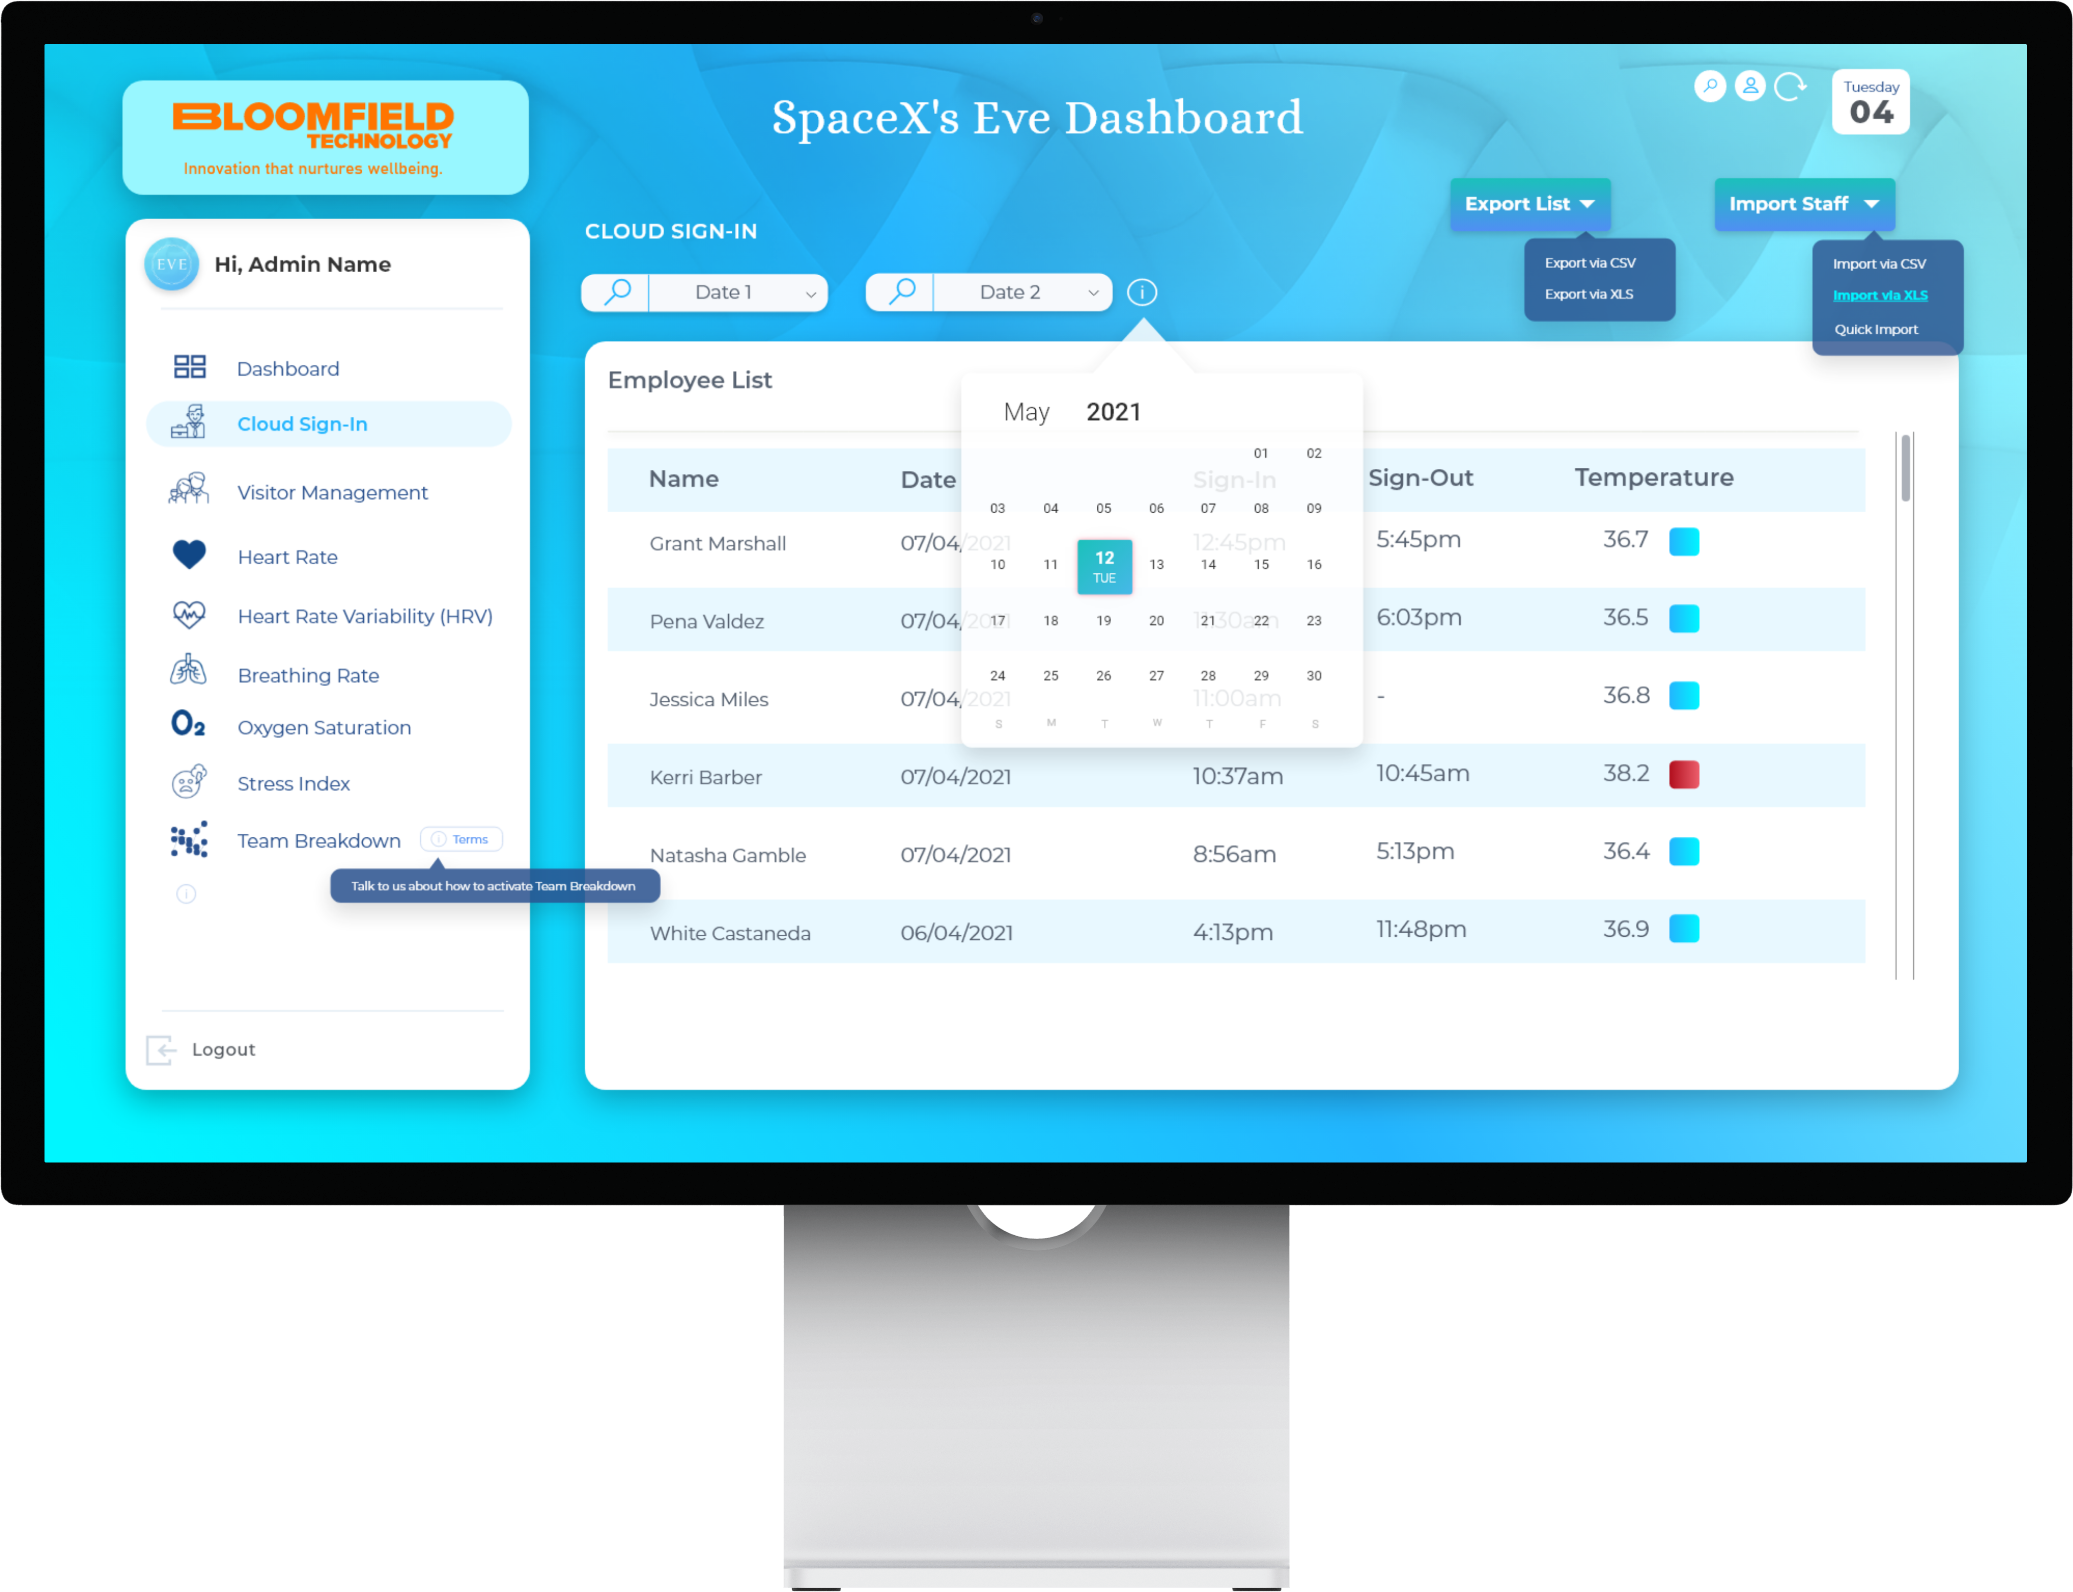 BLOOMFIELD
TECHNOLOGY
Innovation that nurtures wellbeing.
SpaceX's Eve Dashboard
Tuesday
04
Export List
Import Staff
Export via CSV
Export via XLS
Import via CSV
Import via XLS
Quick Import
CLOUD SIGN-IN
Date 1
Date 2
EVE
Hi, Admin Name
Dashboard
Cloud Sign-In
Visitor Management
Heart Rate
Heart Rate Variability (HRV)
Breathing Rate
O2 Oxygen Saturation
Stress Index
Team Breakdown
Terms
Talk to us about how to activate Team Breakdown
Logout
Employee List
Name Date Sign-In Sign-Out Temperature
Grant Marshall 07/04/2021 12:45pm 5:45pm 36.7
Pena Valdez 07/04/2021 11:30am 6:03pm 36.5
Jessica Miles 07/04/2021 11:00am - 36.8
Kerri Barber 07/04/2021 10:37am 10:45am 38.2
Natasha Gamble 07/04/2021 8:56am 5:13pm 36.4
White Castaneda 06/04/2021 4:13pm 11:48pm 36.9
May 2021
01 02
03 04 05 06 07 08 09
10 11 12 13 14 15 16
TUE
17 18 19 20 21 22 23
24 25 26 27 28 29 30
S M T W T F S